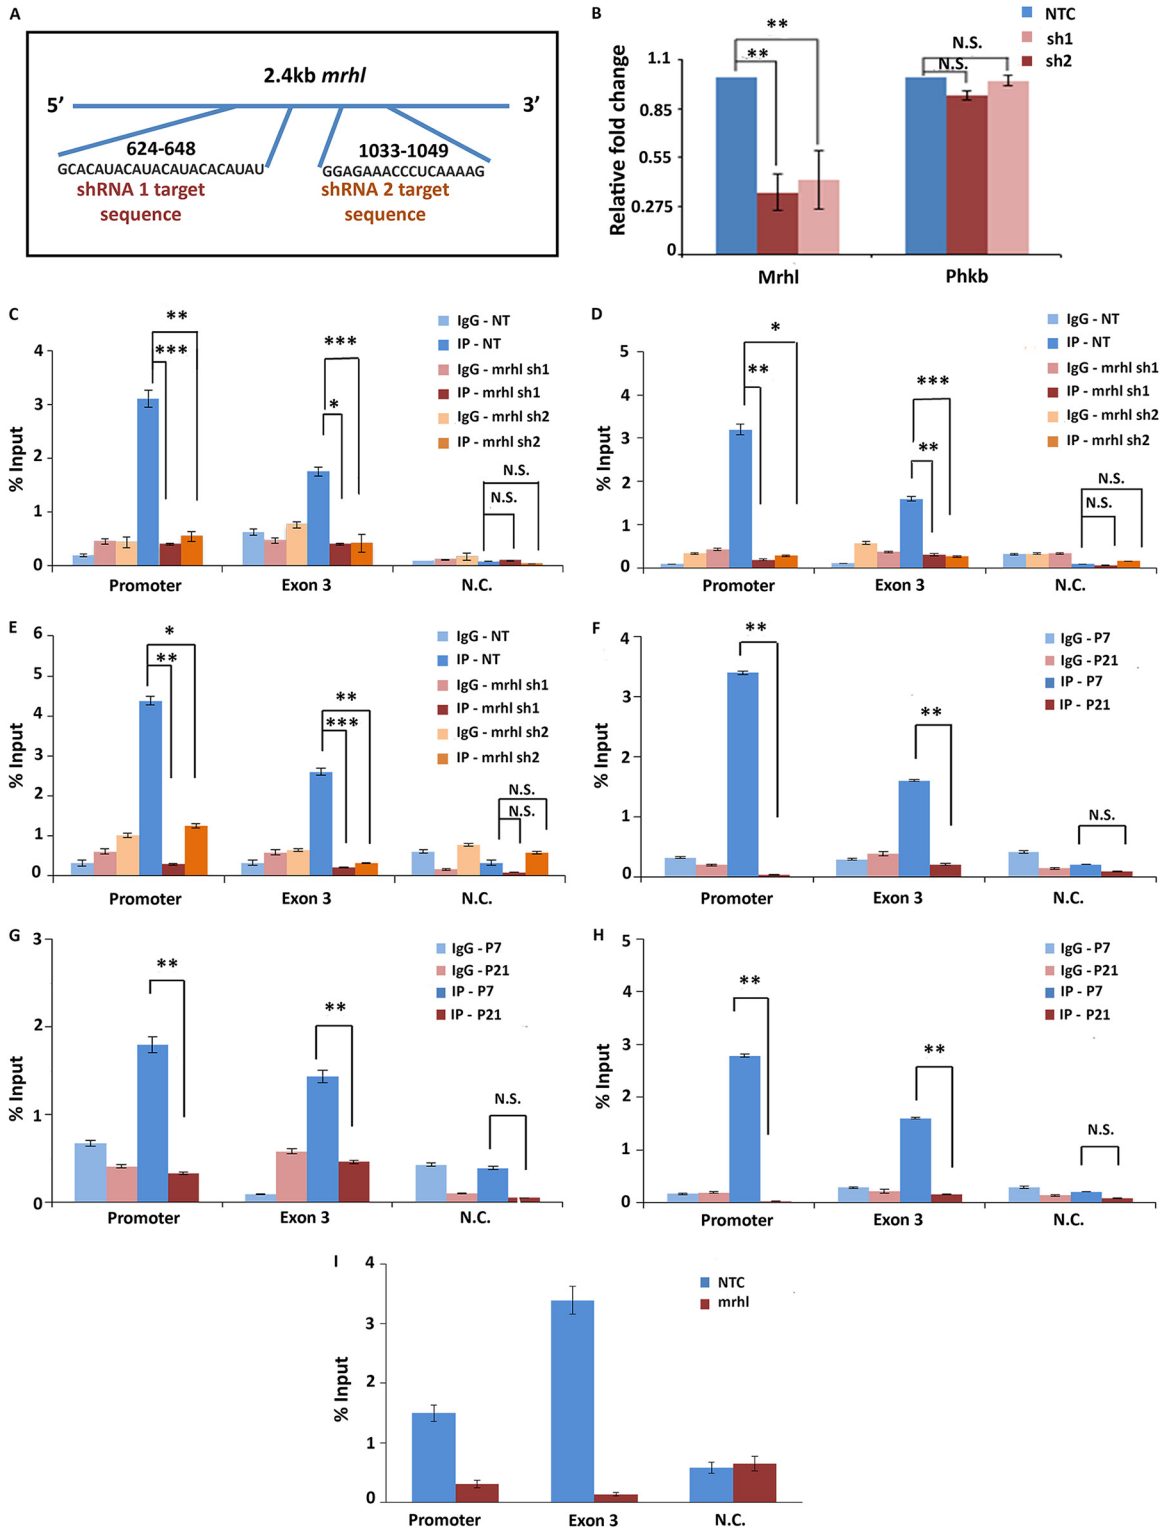 A
2.4kb mrhl
5’
3’
624-648
GCACAUACAUACAUACACAUAU
shRNA 1 target
sequence
1033-1049
GGAGAAACCCUCAAAAG
shRNA 2 target
sequence
B
NTC
sh1
sh2
Relative fold change
1.1
0.85
0.55
0.275
0
**
**
N.S.
N.S.
Mrhl
Phkb
C
IgG - NT
IP - NT
IgG - mrhl sh1
IP - mrhl sh1
IgG - mrhl sh2
IP - mrhl sh2
% Input
4
3
2
1
0
**
***
***
*
N.S.
N.S.
Promoter
Exon 3
N.C.
D
IgG - NT
IP - NT
IgG - mrhl sh1
IP - mrhl sh1
IgG - mrhl sh2
IP - mrhl sh2
% Input
5
4
3
2
1
0
*
**
***
**
N.S.
N.S.
Promoter
Exon 3
N.C.
E
IgG - NT
IP - NT
IgG - mrhl sh1
IP - mrhl sh1
IgG - mrhl sh2
IP - mrhl sh2
% Input
6
5
4
3
2
1
0
*
**
**
***
N.S.
N.S.
Promoter
Exon 3
N.C.
F
IgG - P7
IgG - P21
IP - P7
IP - P21
% Input
4
3
2
1
0
**
**
N.S.
Promoter
Exon 3
N.C.
G
IgG - P7
IgG - P21
IP - P7
IP - P21
% Input
3
2
1
0
**
**
N.S.
Promoter
Exon 3
N.C.
H
IgG - P7
IgG - P21
IP - P7
IP - P21
% Input
5
4
3
2
1
0
**
**
N.S.
Promoter
Exon 3
N.C.
I
NTC
mrhl
% Input
4
3
2
1
0
Promoter
Exon 3
N.C.